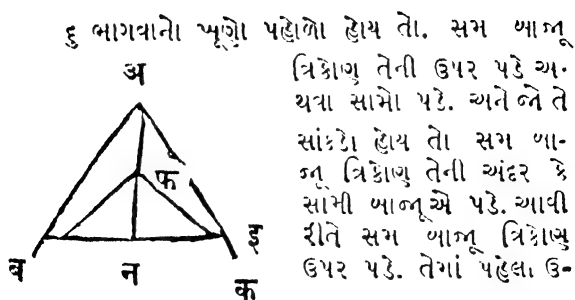 દુ ભાગવાનો ખૂણો પહોળો હોય તો. સમ બાજૂ
ત્રિકોણ તેની ઉપર પડે અ-
થવા સામો પડે. અને જો તે
સાંકડો હોય તો સમ બા-
જૂ ત્રિકોણ તેની અંદર કે
સામી બાજૂએ પડે. આવી
રીતે સમ બાજૂ ત્રિકોણ
ઉપર પડે. તેમાં પહેલા ઉ-
अ
फ
ब
न
इ
क